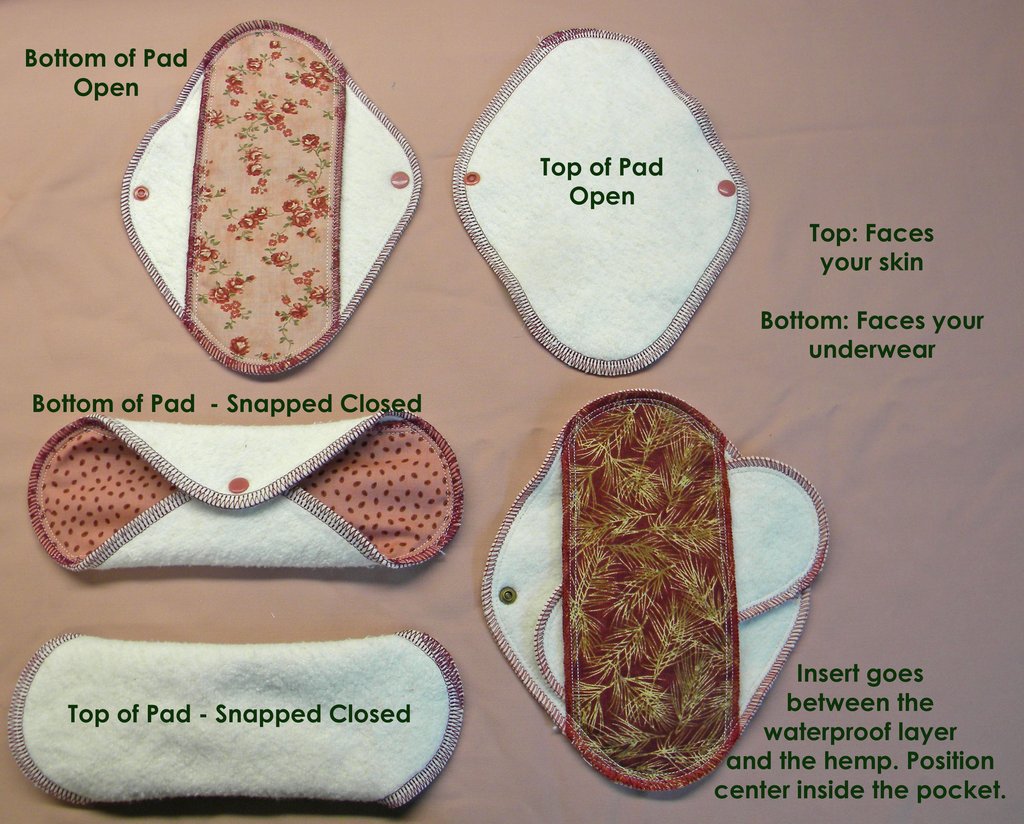 Bottom of Pad
Open
Top of Pad
Open
Top: Faces
your skin
Bottom: Faces your
underwear
Bottom of Pad  - Snapped Closed
Top of Pad - Snapped Closed
Insert goes
between the
waterproof layer
and the hemp. Position
center inside the pocket.